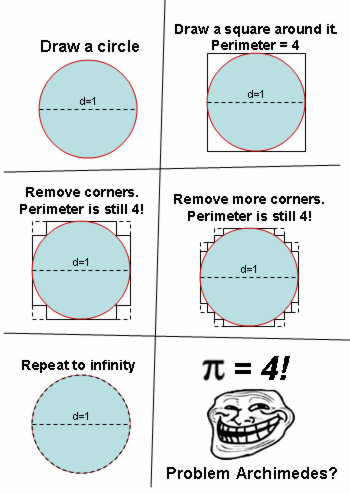 Draw a circle
d=1
Draw a square around it.
Perimeter = 4
d=1
Remove corners.
Perimeter is still 4!
d=1
Remove more corners.
Perimeter is still 4!
d=1
Repeat to infinity
d=1
π = 4!
Problem Archimedes?